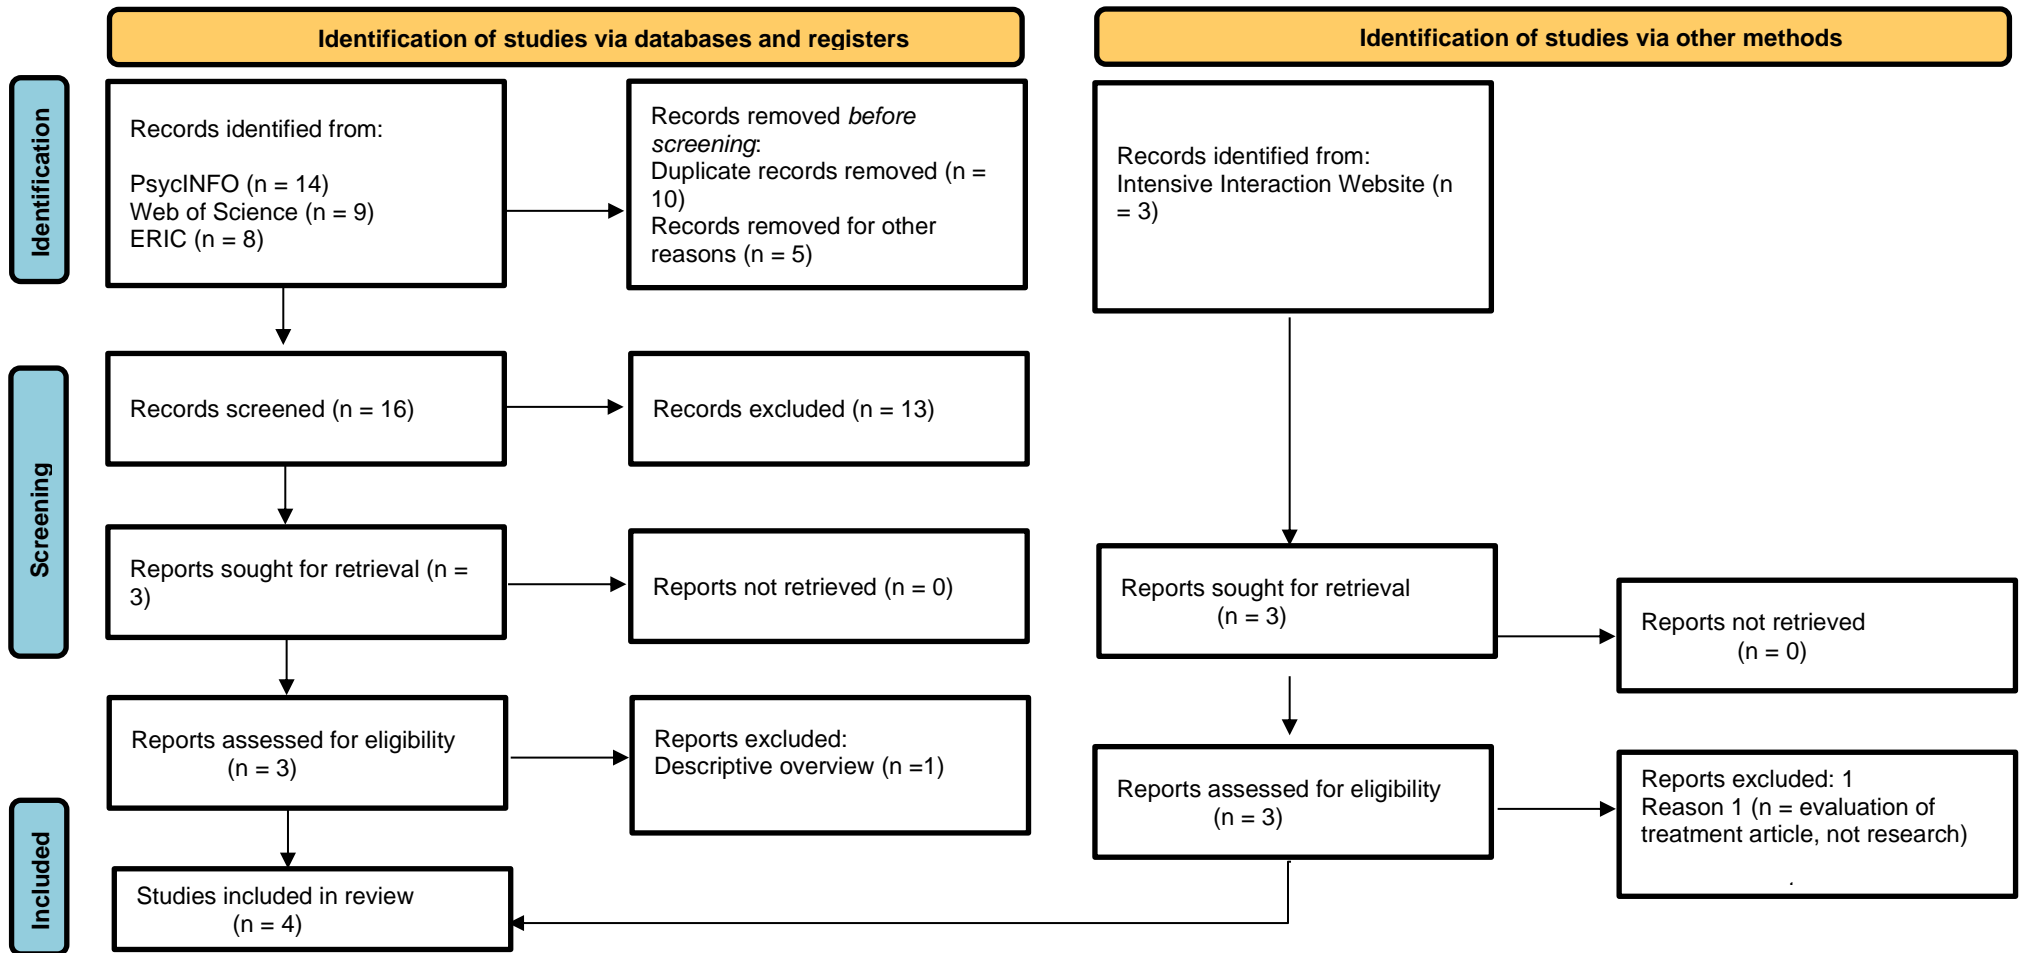 Identification of studies via databases and registers
Identification of studies via other methods
Identification
Records identified from:
PsycINFO (n = 14)
Web of Science (n = 9)
ERIC (n = 8)
Records removed before
screening:
Duplicate records removed (n =
10)
Records removed for other
reasons (n = 5)
Records identified from:
Intensive Interaction Website (n
= 3)
Screening
Records screened (n = 16)
Records excluded (n = 13)
Reports sought for retrieval (n =
3)
Reports not retrieved (n = 0)
Reports sought for retrieval
(n = 3)
Reports not retrieved
(n = 0)
Reports assessed for eligibility
(n = 3)
Reports excluded:
Descriptive overview (n =1)
Reports assessed for eligibility
(n = 3)
Reports excluded: 1
Reason 1 (n = evaluation of
treatment article, not research)
.
Included
Studies included in review
(n = 4)